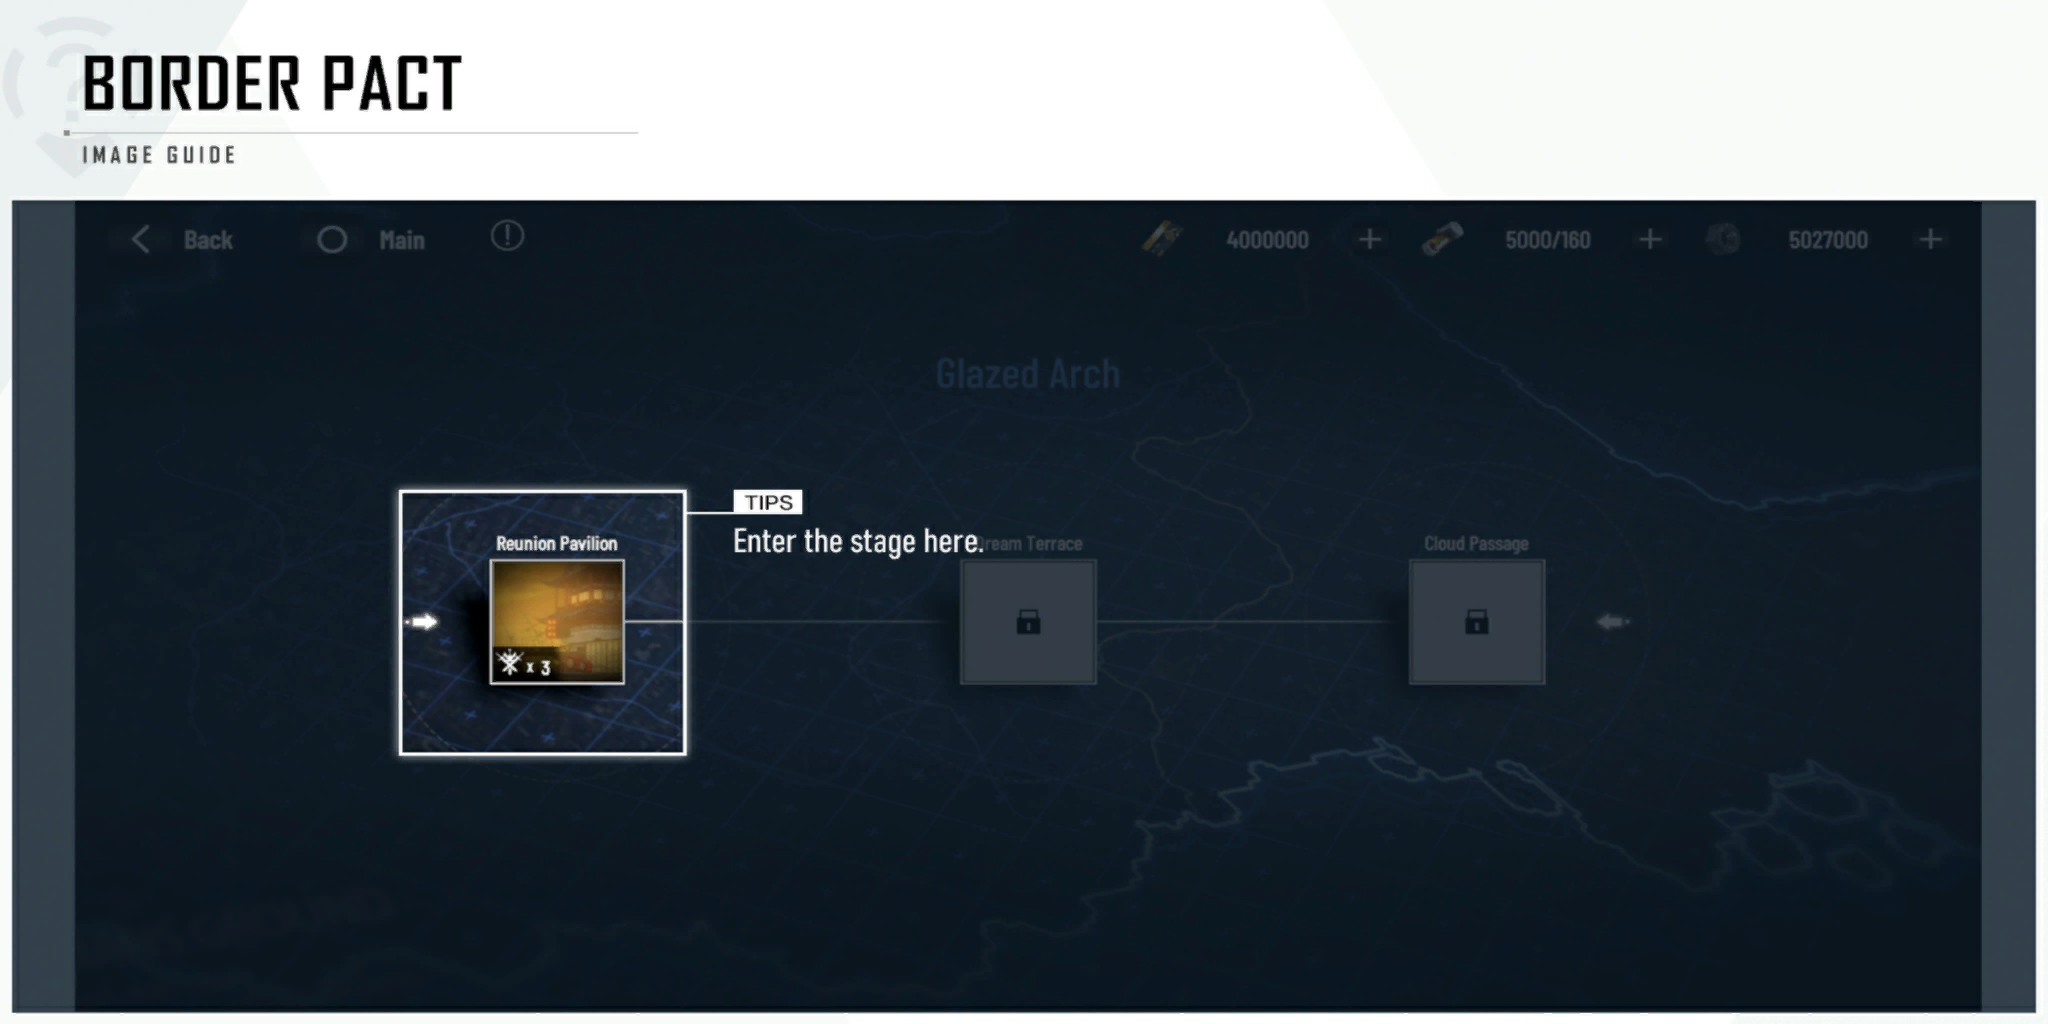 BORDER PACT
IMAGE GUIDE
Back
Main
4000000
5000/160
5027000
Glazed Arch
TIPS
Enter the stage here.
Reunion Pavilion
Terrace
Cloud Passage
x 3